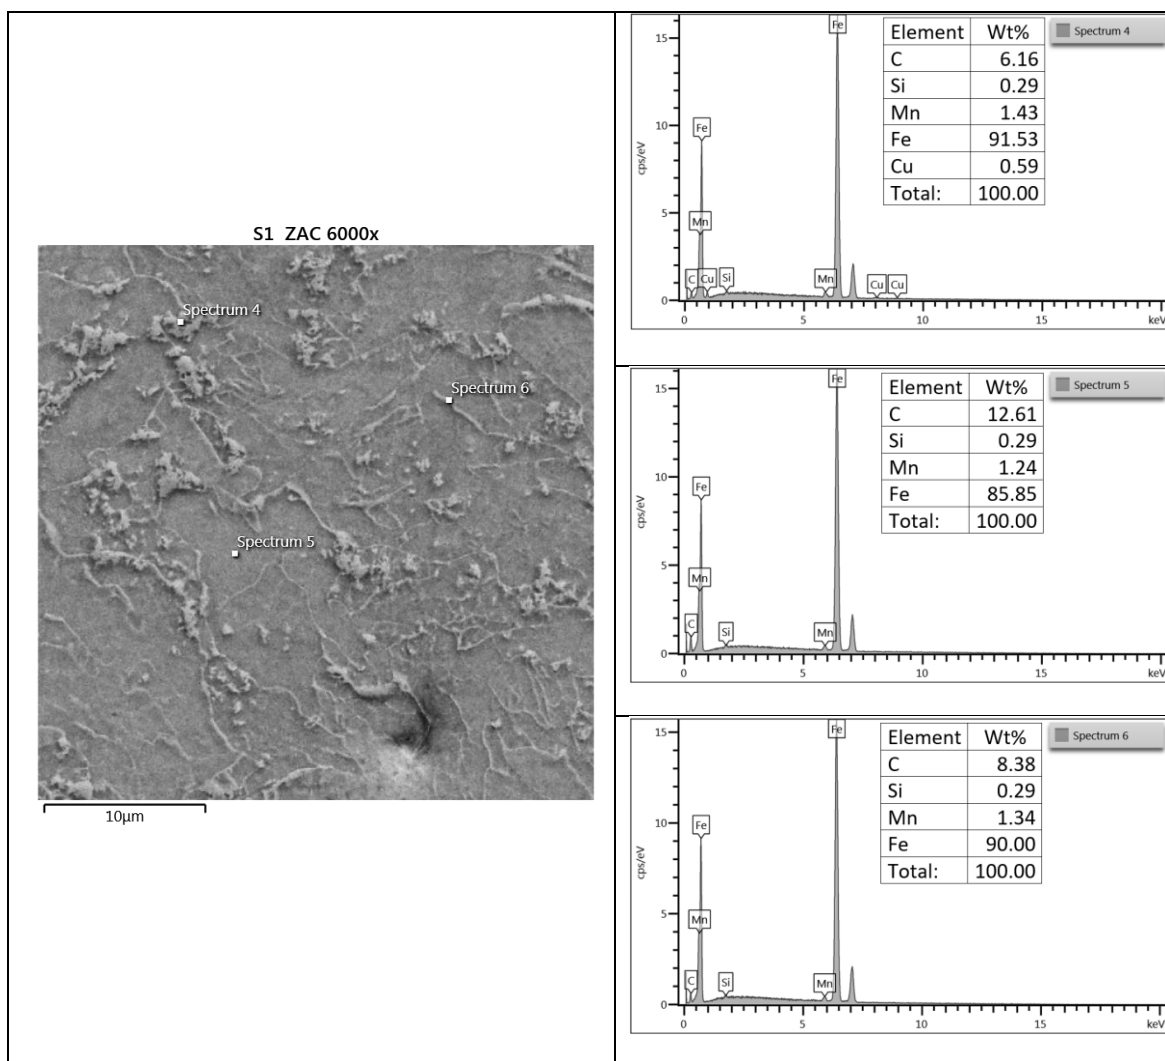 S1 ZAC 6000x
Spectrum 4
Spectrum 6
Spectrum 5
10µm
Element Wt%
C 6.16
Si 0.29
Mn 1.43
Fe 91.53
Cu 0.59
Total: 100.00
Spectrum 4
Fe
Fe
Mn
C Cu Si Mn Cu Cu
cps/eV
15
10
5
0
0 5 10 15 keV
Element Wt%
C 12.61
Si 0.29
Mn 1.24
Fe 85.85
Total: 100.00
Spectrum 5
Fe
Fe
Mn
C Si Mn
cps/eV
15
10
5
0
0 5 10 15 keV
Element Wt%
C 8.38
Si 0.29
Mn 1.34
Fe 90.00
Total: 100.00
Spectrum 6
Fe
Fe
Mn
C Si Mn
cps/eV
15
10
5
0
0 5 10 15 keV